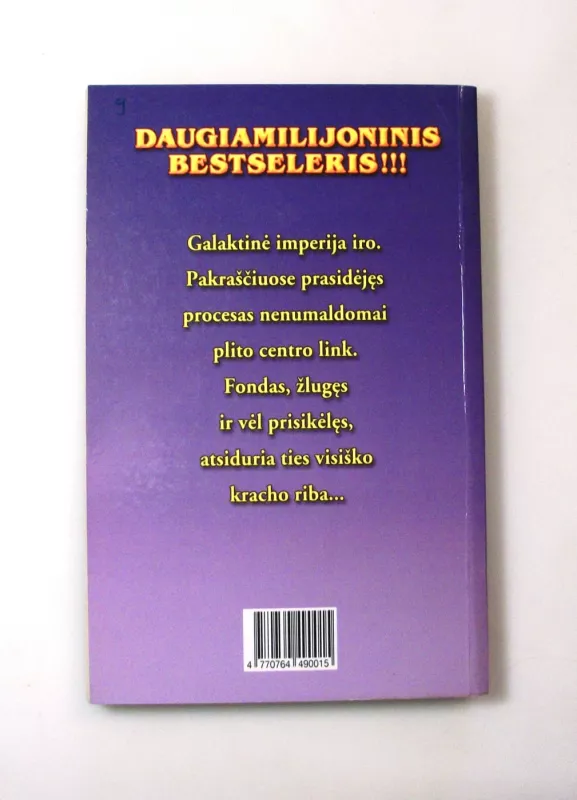 DAUGIAMILIJONINIS
BESTSELERIS!!!
Galaktinė imperija iro.
Pakraščiuose prasidėjęs
procesas nenumaldomai
plito centro link.
Fondas, žlugęs
ir vėl prisikėlęs,
atsiduria ties visiško
kracho riba...
4 770764 490015